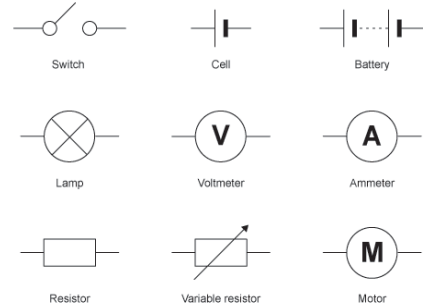 Switch
Cell
Battery
V
A
Lamp
Voltmeter
Ammeter
M
Resistor
Variable resistor
Motor